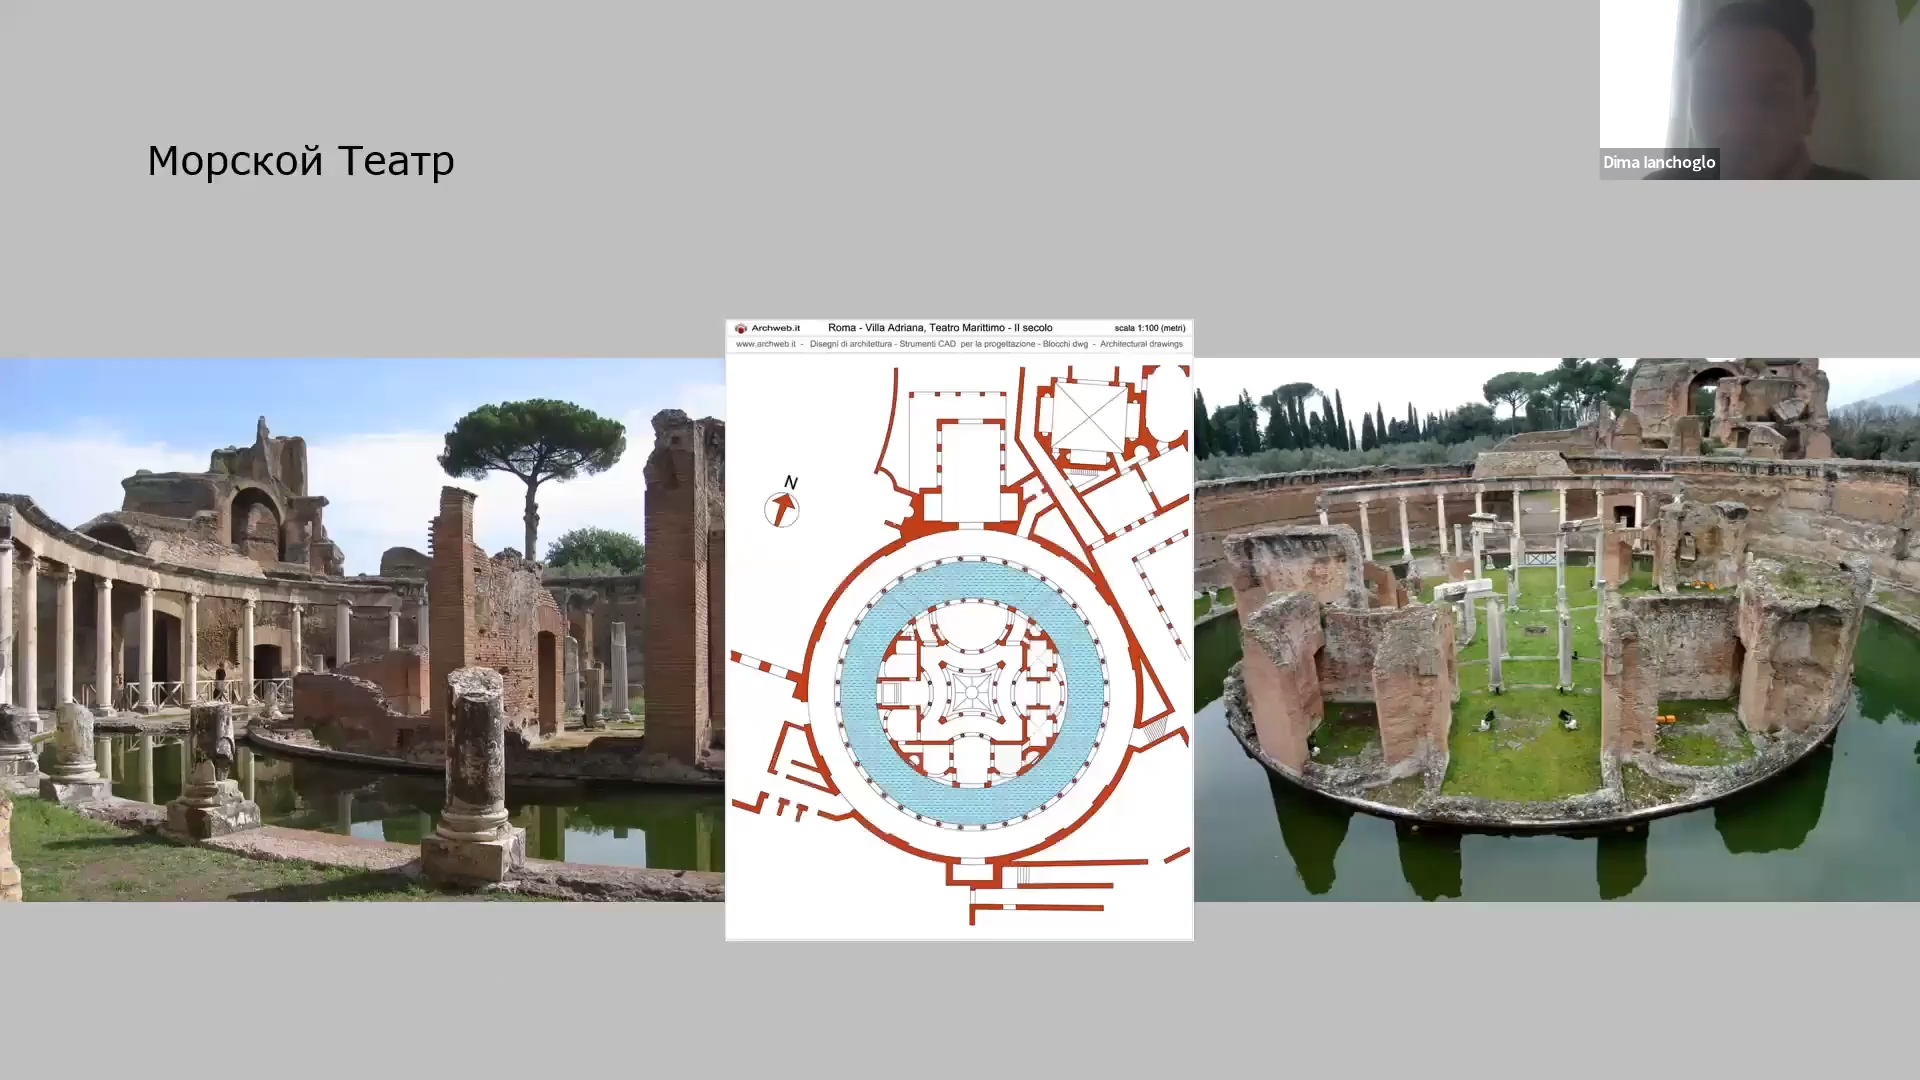 Морской Театр
Dima Ianchoglo
Archweb.it Roma - Villa Adriana, Teatro Marittimo - II secolo scala 1:100 (metri)
www.archweb.it - Disegni di architettura - Strumenti CAD per la progettazione - Blocchi dwg - Architectural drawings
N